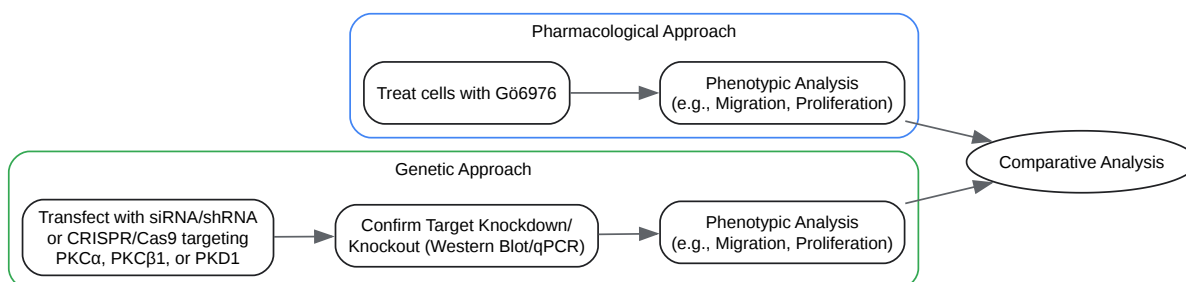 Pharmacological Approach
Treat cells with Gö6976
Phenotypic Analysis
(e.g., Migration, Proliferation)
Comparative Analysis
Genetic Approach
Transfect with siRNA/shRNA
or CRISPR/Cas9 targeting
PKCα, PKCβ1, or PKD1
Confirm Target Knockdown/
Knockout (Western Blot/qPCR)
Phenotypic Analysis
(e.g., Migration, Proliferation)